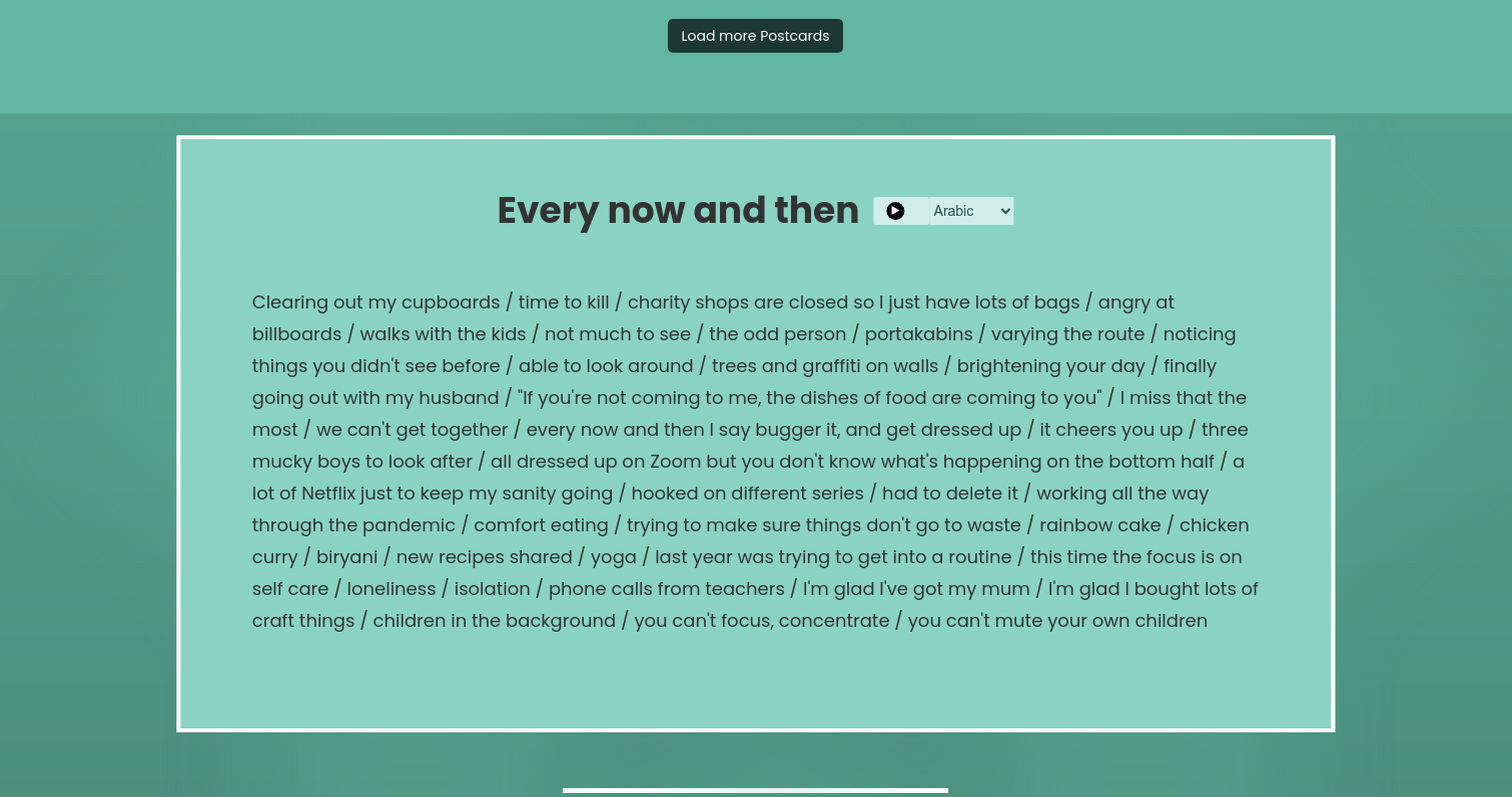 Load more Postcards
Every now and then
Arabic
Clearing out my cupboards / time to kill / charity shops are closed so I just have lots of bags / angry at
billboards / walks with the kids / not much to see / the odd person / portakabins / varying the route / noticing
things you didn't see before / able to look around / trees and graffiti on walls / brightening your day / finally
going out with my husband / "If you're not coming to me, the dishes of food are coming to you" / I miss that the
most / we can't get together / every now and then I say bugger it, and get dressed up / it cheers you up / three
mucky boys to look after / all dressed up on Zoom but you don't know what's happening on the bottom half / a
lot of Netflix just to keep my sanity going / hooked on different series / had to delete it / working all the way
through the pandemic / comfort eating / trying to make sure things don't go to waste / rainbow cake / chicken
curry / biryani / new recipes shared / yoga / last year was trying to get into a routine / this time the focus is on
self care / loneliness / isolation / phone calls from teachers / I'm glad I've got my mum / I'm glad I bought lots of
craft things / children in the background / you can't focus, concentrate / you can't mute your own children